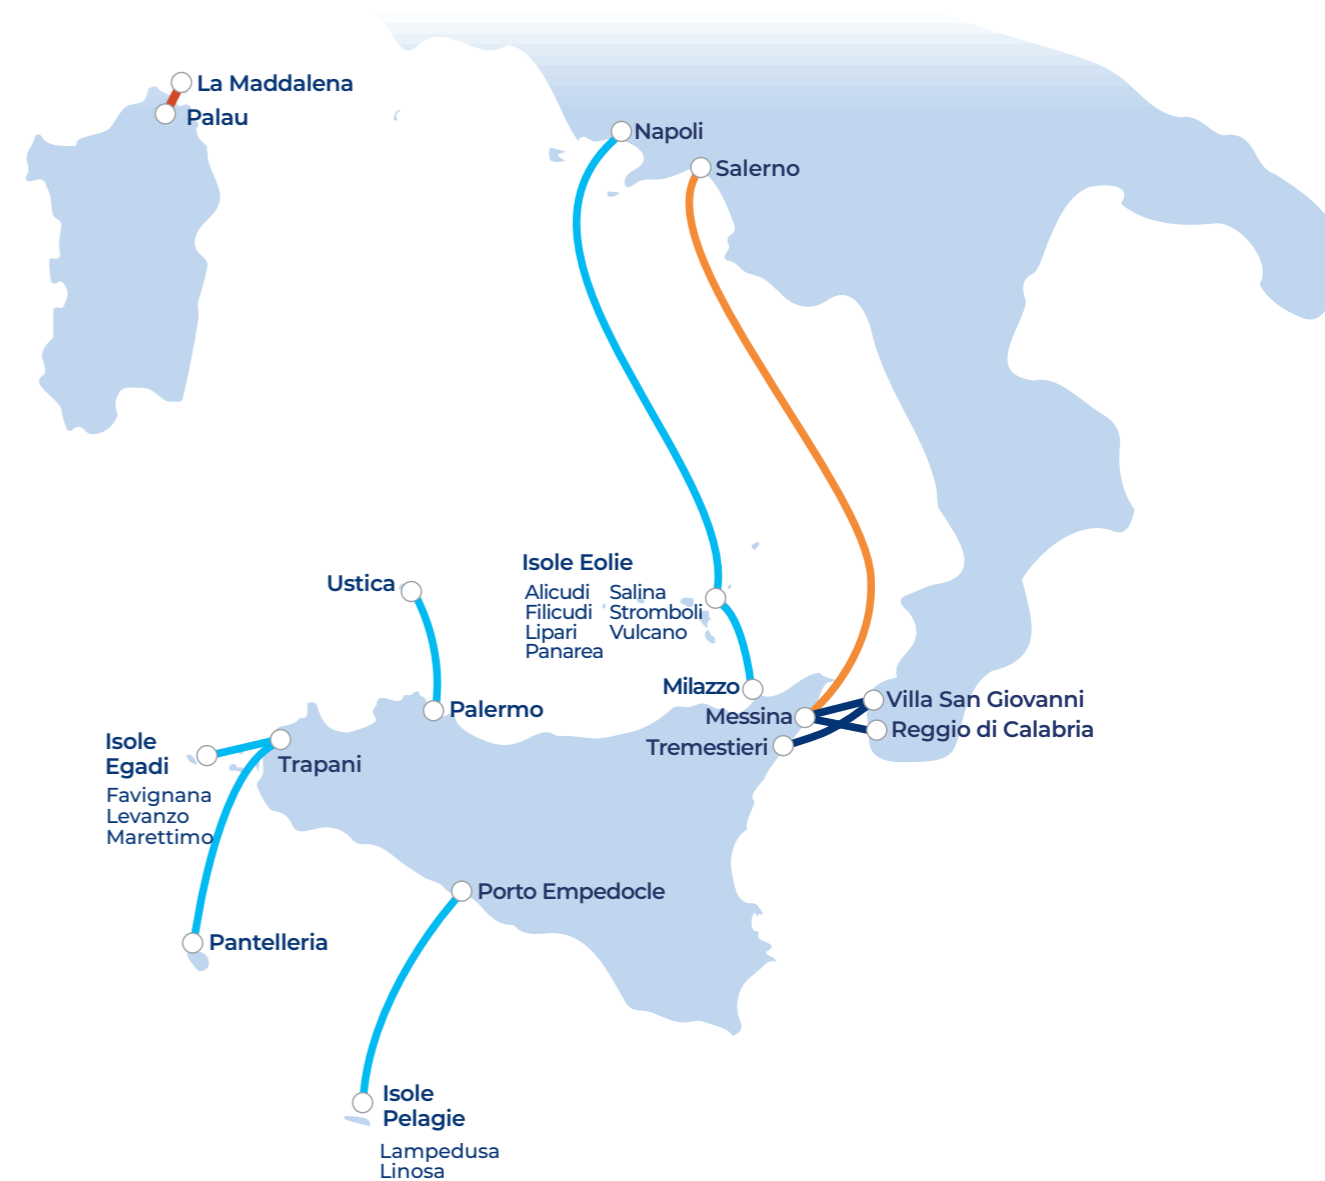 La Maddalena
Palau
Napoli
Salerno
Isole Eolie
Alicudi Salina
Filicudi Stromboli
Lipari Vulcano
Panarea
Ustica
Milazzo
Palermo
Messina
Villa San Giovanni
Reggio di Calabria
Tremestieri
Isole
Egadi
Favignana
Levanzo
Marettimo
Trapani
Porto Empedocle
Pantelleria
Isole
Pelagie
Lampedusa
Linosa